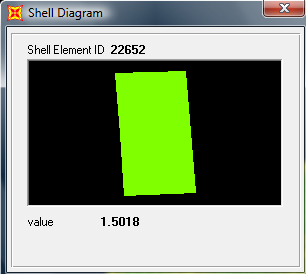 Shell Diagram
Shell Element ID 22652
value 1.5018